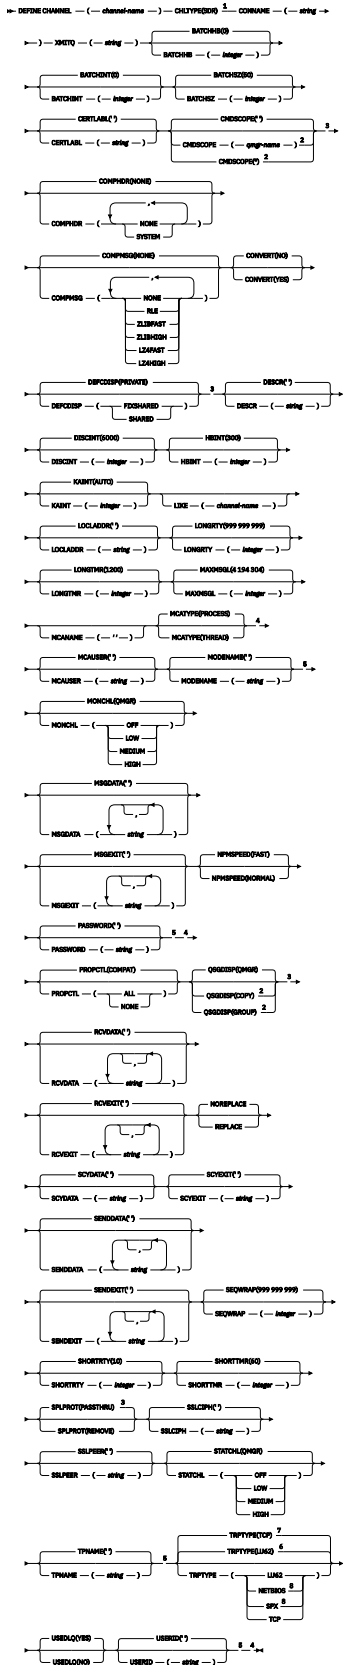 DEFINE CHANNEL ( channel-name ) CHLTYPE(SDR) 1 CONNAME ( string
) XMITQ ( string )
BATCHHB(0)
BATCHHB ( integer )
BATCHINT(0) BATCHSZ(50)
BATCHINT ( integer ) BATCHSZ ( integer )
CERTLABL(' ') CMDSCOPE(' ') 3
CERTLABL ( string ) CMDSCOPE ( qmgr-name ) 2
CMDSCOPE(*) 2
COMPHDR(NONE)
,
COMPHDR ( NONE )
SYSTEM
COMPMSG(NONE) CONVERT(NO)
, CONVERT(YES)
COMPMSG ( NONE )
RLE
ZLIBFAST
ZLIBHIGH
LZ4FAST
LZ4HIGH
DEFCDISP(PRIVATE) 3 DESCR(' ')
DEFCDISP ( FIXSHARED ) DESCR ( string )
SHARED
DISCINT(6000) HBINT(300)
DISCINT ( integer ) HBINT ( integer )
KAINT(AUTO)
KAINT ( integer ) LIKE ( channel-name )
LOCLADDR(' ') LONGRTY(999 999 999)
LOCLADDR ( string ) LONGRTY ( integer )
LONGTMR(1200) MAXMSGL(4 194 304)
LONGTMR ( integer ) MAXMSGL ( integer )
MCATYPE(PROCESS) 4
MCANAME ( ' ' ) MCATYPE(THREAD)
MCAUSER(' ') MODENAME(' ') 5
MCAUSER ( string ) MODENAME ( string )
MONCHL(QMGR)
MONCHL ( OFF )
LOW
MEDIUM
HIGH
MSGDATA(' ')
,
MSGDATA ( string )
MSGEXIT(' ') NPMSPEED(FAST)
, NPMSPEED(NORMAL)
MSGEXIT ( string )
PASSWORD(' ') 5 4
PASSWORD ( string )
PROPCTL(COMPAT) QSGDISP(QMGR) 3
PROPCTL ( ALL ) QSGDISP(COPY) 2
NONE QSGDISP(GROUP) 2
RCVDATA(' ')
,
RCVDATA ( string )
RCVEXIT(' ') NOREPLACE
, REPLACE
RCVEXIT ( string )
SCYDATA(' ') SCYEXIT(' ')
SCYDATA ( string ) SCYEXIT ( string )
SENDDATA(' ')
,
SENDDATA ( string )
SENDEXIT(' ') SEQWRAP(999 999 999)
, SEQWRAP ( integer )
SENDEXIT ( string )
SHORTRTY(10) SHORTTMR(60)
SHORTRTY ( integer ) SHORTTMR ( integer )
SPLPROT(PASSTHRU) 3 SSLCIPH(' ')
SPLPROT(REMOVE) SSLCIPH ( string )
SSLPEER(' ') STATCHL(QMGR)
SSLPEER ( string ) STATCHL ( OFF )
LOW
MEDIUM
HIGH
TRPTYPE(TCP) 7
TPNAME(' ') 5 TRPTYPE(LU62) 6
TPNAME ( string ) TRPTYPE ( LU62 )
NETBIOS 8
SPX 8
TCP
USEDLQ(YES) USERID(' ') 5 4
USEDLQ(NO) USERID ( string )